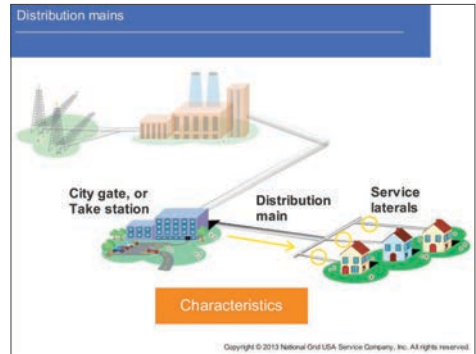 Distribution mains
City gate, or
Take station
Distribution
main
Service
laterals
Characteristics
Copyright © 2013 National Grid USA Service Company, Inc. All rights reserved.